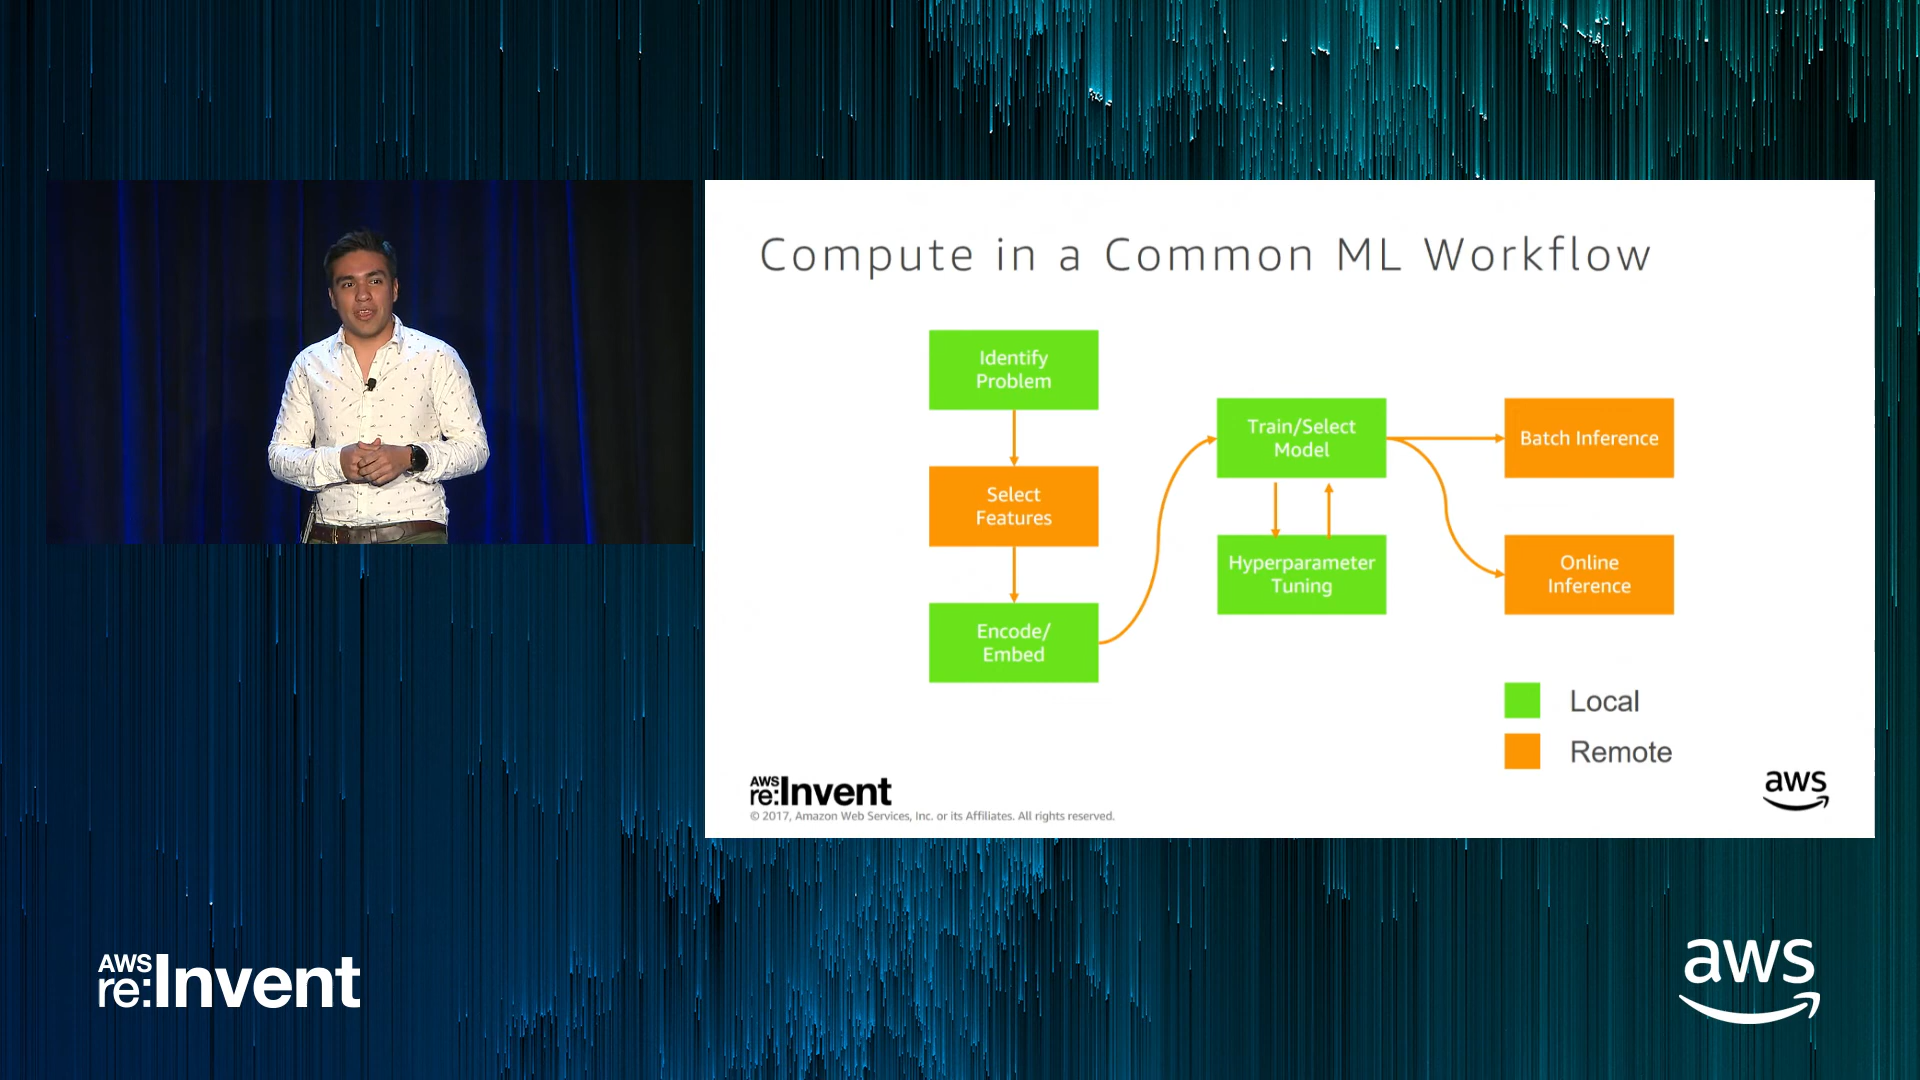 Compute in a Common ML Workflow
Identify
Problem
Select
Features
Encode/
Embed
Train/Select
Model
Hyperparameter
Tuning
Batch Inference
Online
Inference
Local
Remote
AWS
re:Invent
© 2017, Amazon Web Services, Inc. or its Affiliates. All rights reserved.
aws
AWS
re:Invent
aws